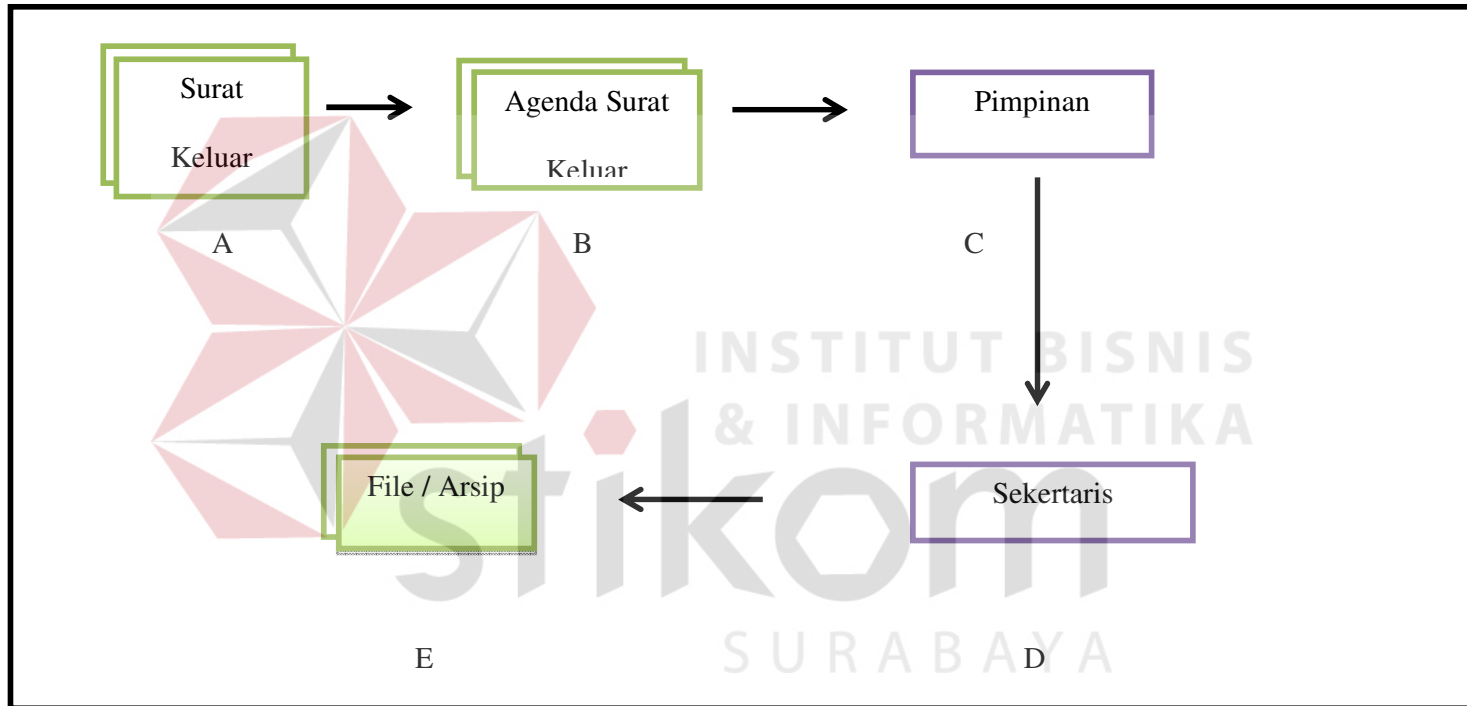 Surat
Keluar
Agenda Surat
Keluar
Pimpinan
A
B
C
INSTITUT BISNIS
& INFORMATIKA
File / Arsip
Sekertaris
stikom
SURABAYA
E
D